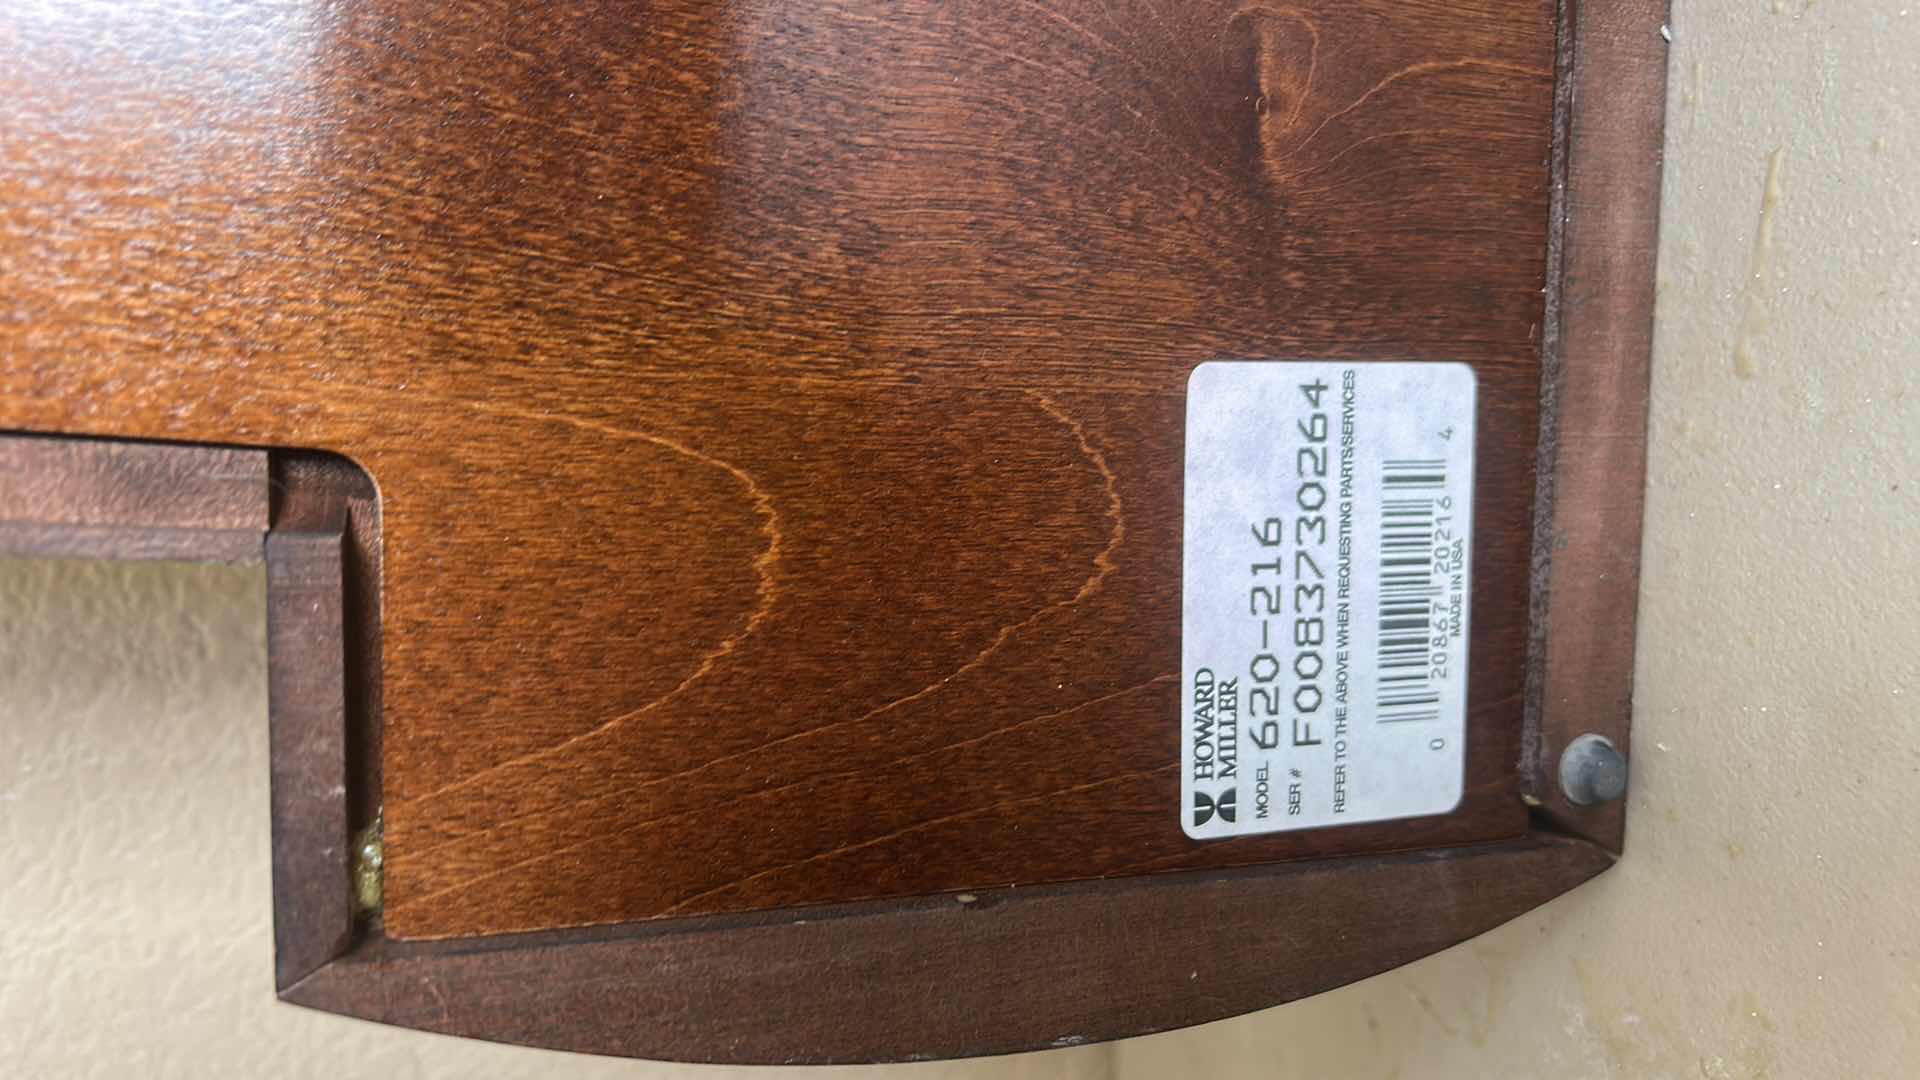 HOWARD
MILLER
MODEL 620-216
SER # F0083730264
REFER TO THE ABOVE WHEN REQUESTING PARTS/SERVICES
0 20867 20216 4
MADE IN USA